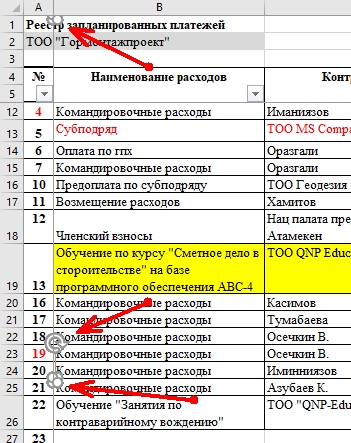 A B
1 Реестр запланированных платежей
2 ТОО "Гормонтажпроект"
3
4 № Наименование расходов Конт
5
12 4 Командировочные расходы Иманиязов
13 5 Субподряд ТОО MS Compa
14 6 Оплата по гпх Оразгали
15 7 Командировочные расходы Оразгали
16 10 Предоплата по субподряду ТОО Геодезия
17 11 Возмещение расходов Хамитов
12 Нац палата пре
18 Членский взносы Атамекен
Обучение по курсу "Сметное дело в ТОО QNP Educ
стороительстве" на базе
19 13 программного обеспечения АВС-4
20 16 Командировочные расходы Касимов
21 17 Командировочные расходы Тумабаева
22 18 Командировочные расходы Осечкин В.
23 19 Командировочные расходы Осечкин В.
24 20 Командировочные расходы Иминниязов
25 21 Командировочные расходы Азубаев К.
22 Обучение "Занятия по ТОО "QNP-Educ
26 контраварийному вождению"
27